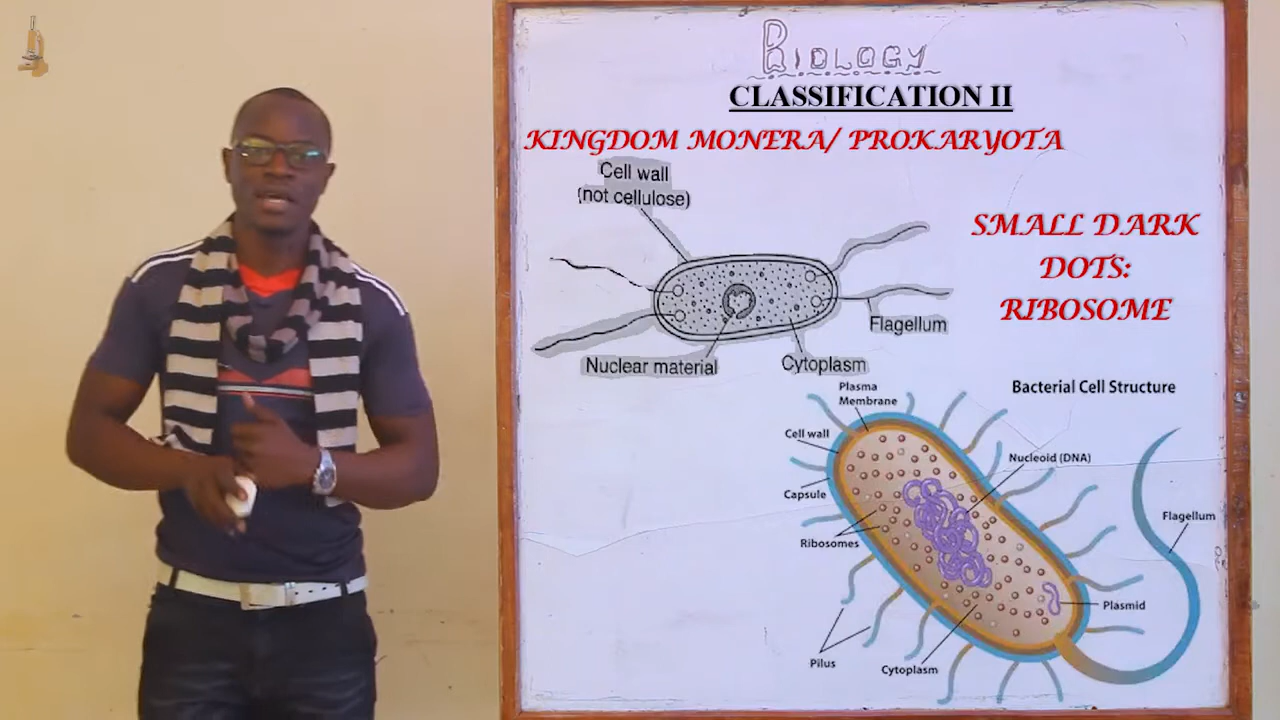 BIOLOGY
CLASSIFICATION II
KINGDOM MONERA/ PROKARYOTA
Cell wall
(not cellulose)
SMALL DARK
DOTS:
RIBOSOME
Flagellum
Nuclear material
Cytoplasm
Bacterial Cell Structure
Plasma
Membrane
Cell wall
Nucleoid (DNA)
Capsule
Flagellum
Ribosomes
Plasmid
Pilus
Cytoplasm